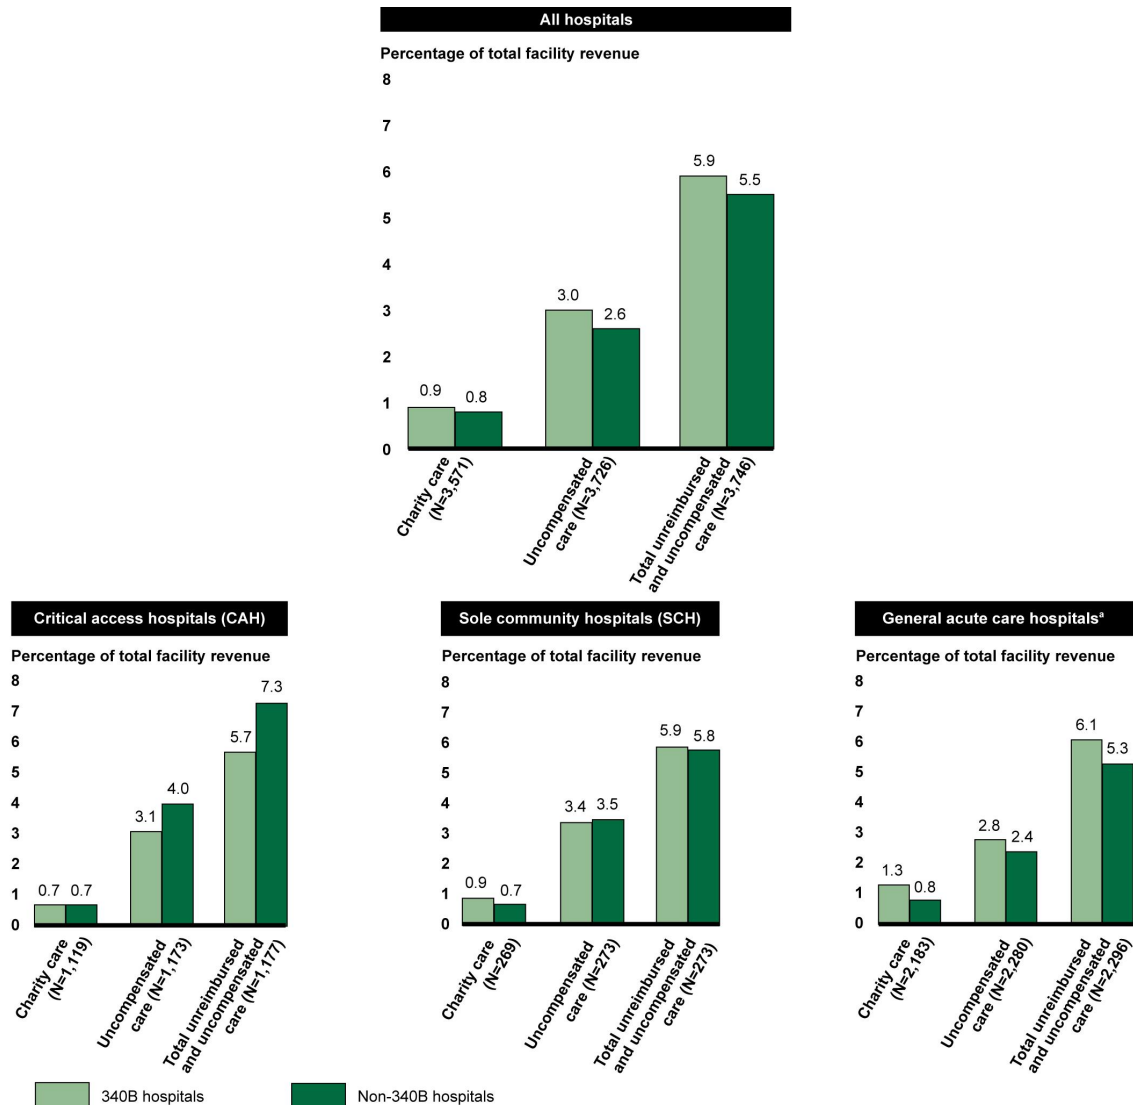 All hospitals
Percentage of total facility revenue
8
7
6
5
4
3
2
1
0
0.9
0.8
3.0
2.6
5.9
5.5
Charity care
(N=3,571)
Uncompensated
care (N=3,726)
Total unreimbursed
and uncompensated
care (N=3,746)
Critical access hospitals (CAH)
Percentage of total facility revenue
8
7
6
5
4
3
2
1
0
0.7
0.7
3.1
4.0
5.7
7.3
Charity care
(N=1,119)
Uncompensated
care (N=1,173)
Total unreimbursed
and uncompensated
care (N=1,177)
Sole community hospitals (SCH)
Percentage of total facility revenue
8
7
6
5
4
3
2
1
0
0.9
0.7
3.4
3.5
5.9
5.8
Charity care
(N=269)
Uncompensated
care (N=273)
Total unreimbursed
and uncompensated
care (N=273)
General acute care hospitalsᵃ
Percentage of total facility revenue
8
7
6
5
4
3
2
1
0
1.3
0.8
2.8
2.4
6.1
5.3
Charity care
(N=2,183)
Uncompensated
care (N=2,280)
Total unreimbursed
and uncompensated
care (N=2,296)
340B hospitals
Non-340B hospitals